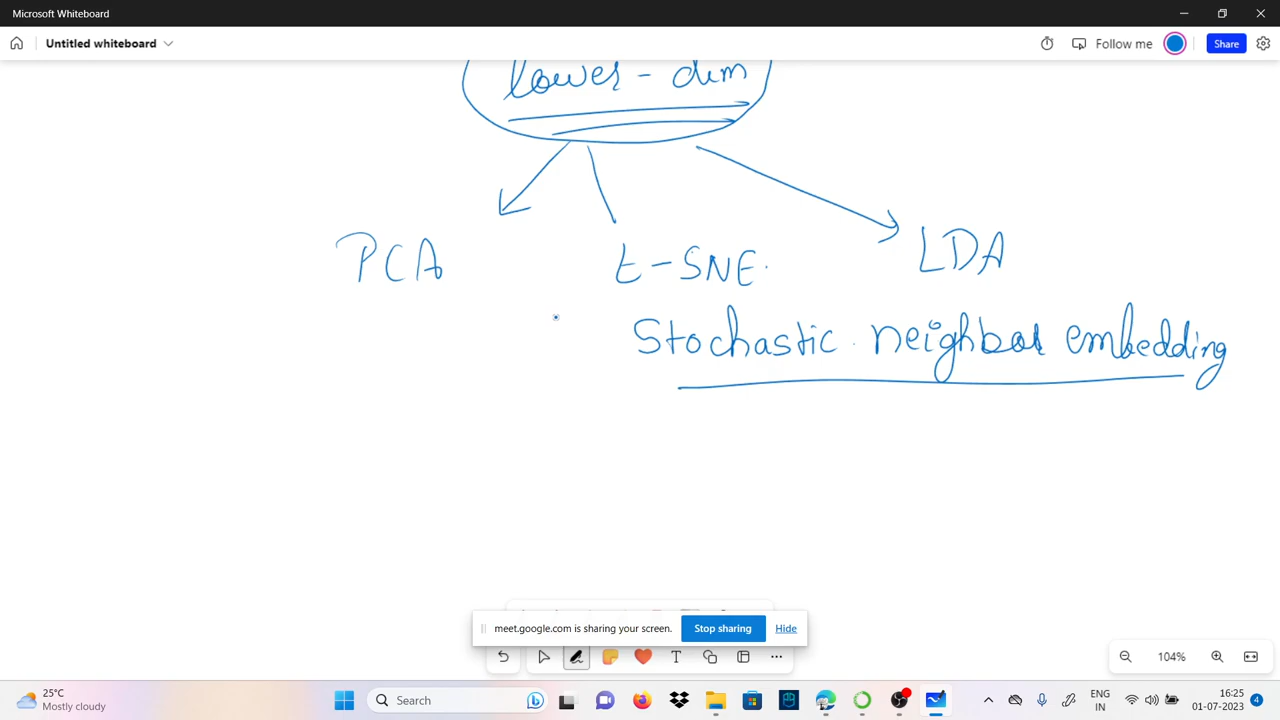 Microsoft Whiteboard
Untitled whiteboard
Follow me
Share
lower - dim
PCA
t-SNE
LDA
Stochastic neighbor embedding
meet.google.com is sharing your screen.
Stop sharing
Hide
104%
25°C
Mostly cloudy
Search
ENG
IN
16:25
01-07-2023
4